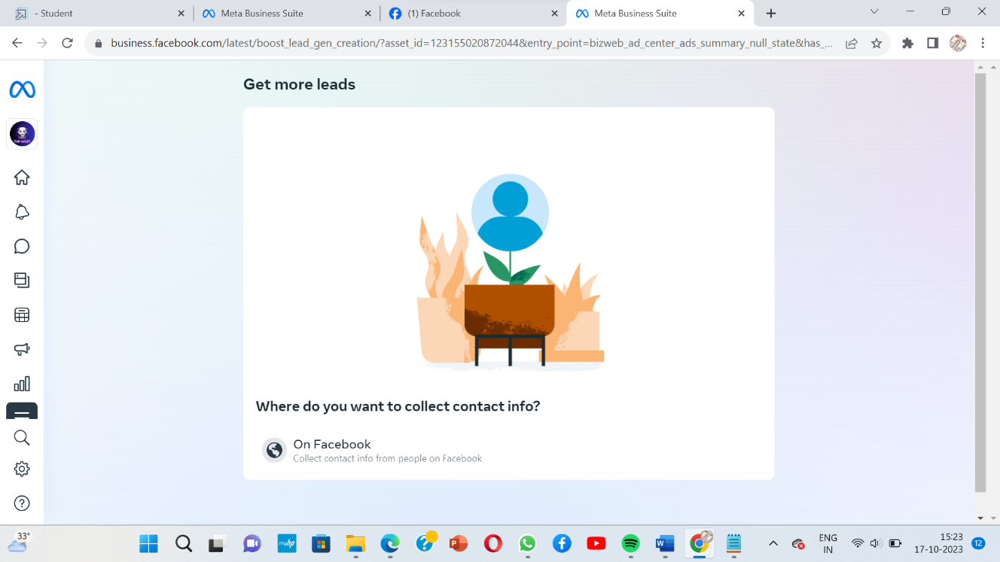 - Student
Meta Business Suite
(1) Facebook
Meta Business Suite
business.facebook.com/latest/boost_lead_gen_creation/?asset_id=123155020872044&entry_point=bizweb_ad_center_ads_summary_null_state&has_...
Get more leads
Where do you want to collect contact info?
On Facebook
Collect contact info from people on Facebook
33°
myhp
ENG
IN
15:23
17-10-2023
12